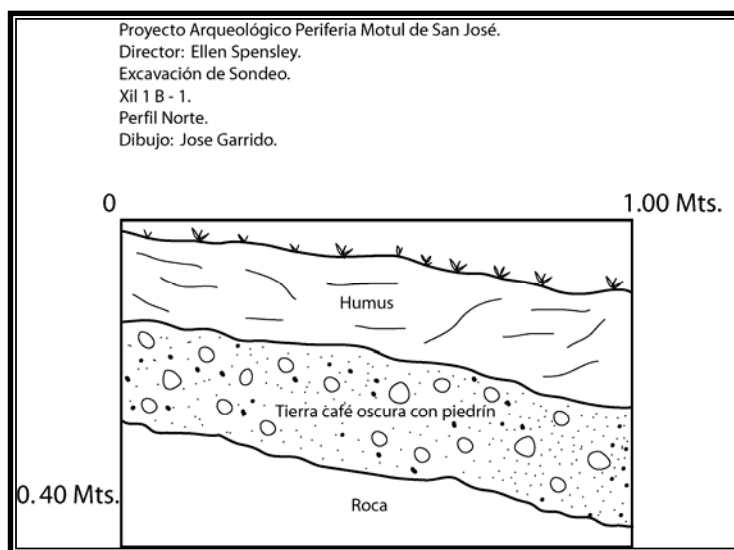 Proyecto Arqueológico Periferia Motul de San José.
Director: Ellen Spensley.
Excavación de Sondeo.
Xil 1 B - 1.
Perfil Norte.
Dibujo: Jose Garrido.
0
1.00 Mts.
Humus
Tierra café oscura con piedrín
0.40 Mts.
Roca